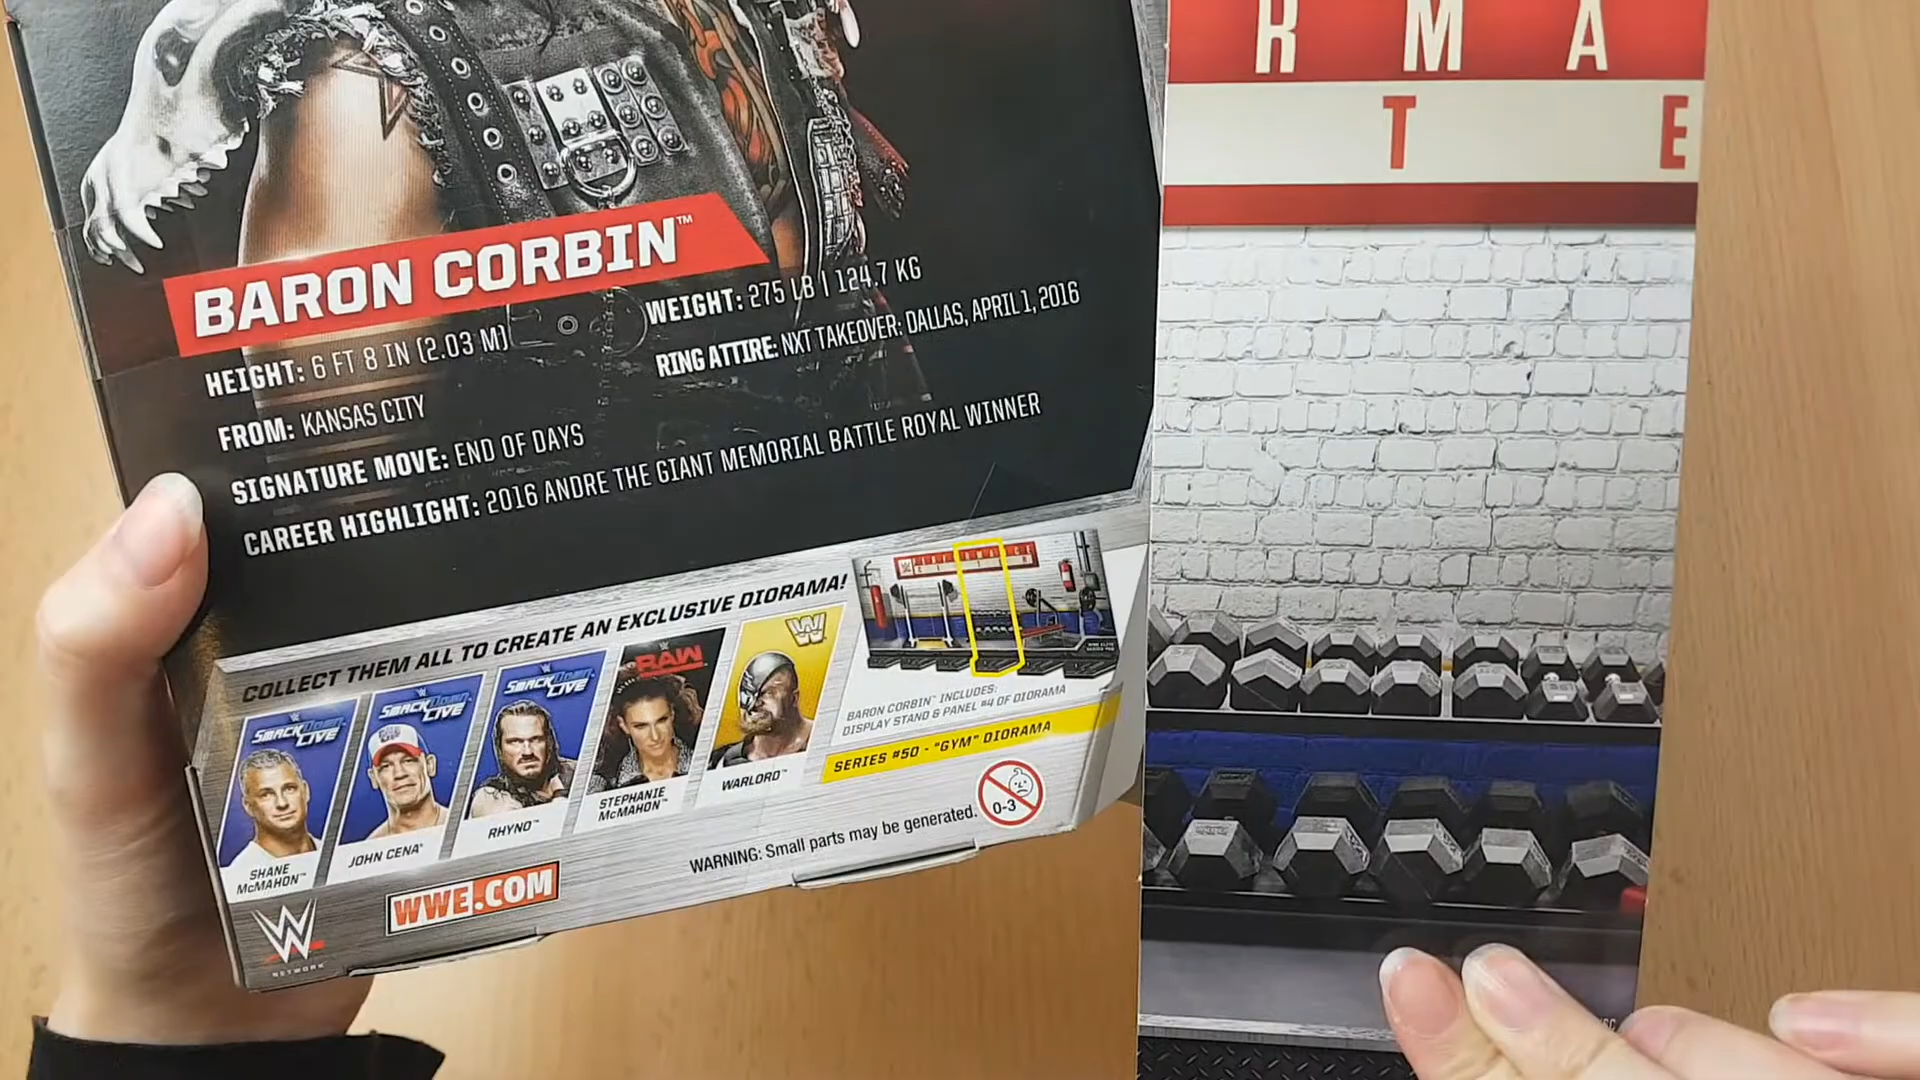 BARON CORBIN™
HEIGHT: 6 FT 8 IN (2.03 M)
WEIGHT: 275 LB | 124.7 KG
RING ATTIRE: NXT TAKEOVER: DALLAS, APRIL 1, 2016
FROM: KANSAS CITY
SIGNATURE MOVE: END OF DAYS
CAREER HIGHLIGHT: 2016 ANDRE THE GIANT MEMORIAL BATTLE ROYAL WINNER
COLLECT THEM ALL TO CREATE AN EXCLUSIVE DIORAMA!
SMACKDOWN LIVE
SHANE McMAHON™
SMACKDOWN LIVE
JOHN CENA®
SMACKDOWN LIVE
RHYNO™
RAW
STEPHANIE McMAHON™
W
WARLORD™
BARON CORBIN™ INCLUDES:
DISPLAY STAND & PANEL #4 OF DIORAMA
SERIES #50 - "GYM" DIORAMA
0-3
WARNING: Small parts may be generated.
W
NETWORK
WWE.COM
R M A
T E